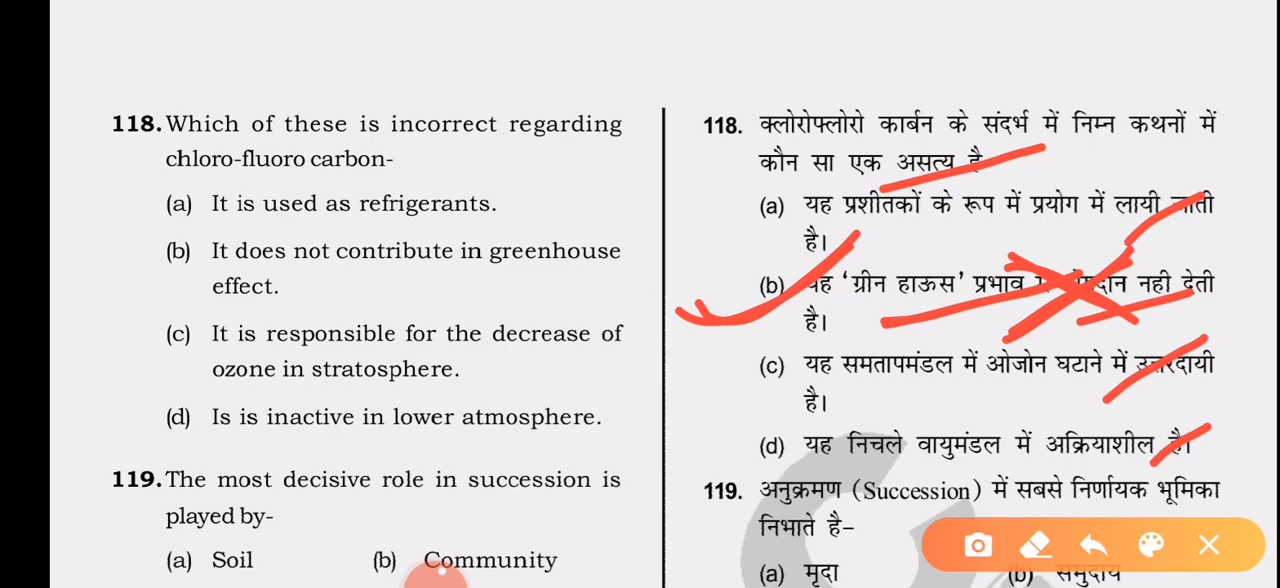 118. Which of these is incorrect regarding
chloro-fluoro carbon-
(a) It is used as refrigerants.
(b) It does not contribute in greenhouse
effect.
(c) It is responsible for the decrease of
ozone in stratosphere.
(d) Is is inactive in lower atmosphere.
119. The most decisive role in succession is
played by-
(a) Soil (b) Community
118. क्लोरोफ्लोरो कार्बन के संदर्भ में निम्न कथनों में
कौन सा एक असत्य है
(a) यह प्रशीतकों के रूप में प्रयोग में लायी जाती
है।
(b) यह ‘ग्रीन हाऊस’ प्रभाव नही देती
है।
(c) यह समतापमंडल में ओजोन घटाने में उत्तरदायी
है।
(d) यह निचले वायुमंडल में अक्रियाशील है।
119. अनुक्रमण (Succession) में सबसे निर्णायक भूमिका
निभाते है–
(a) मृदा (b) समुदाय